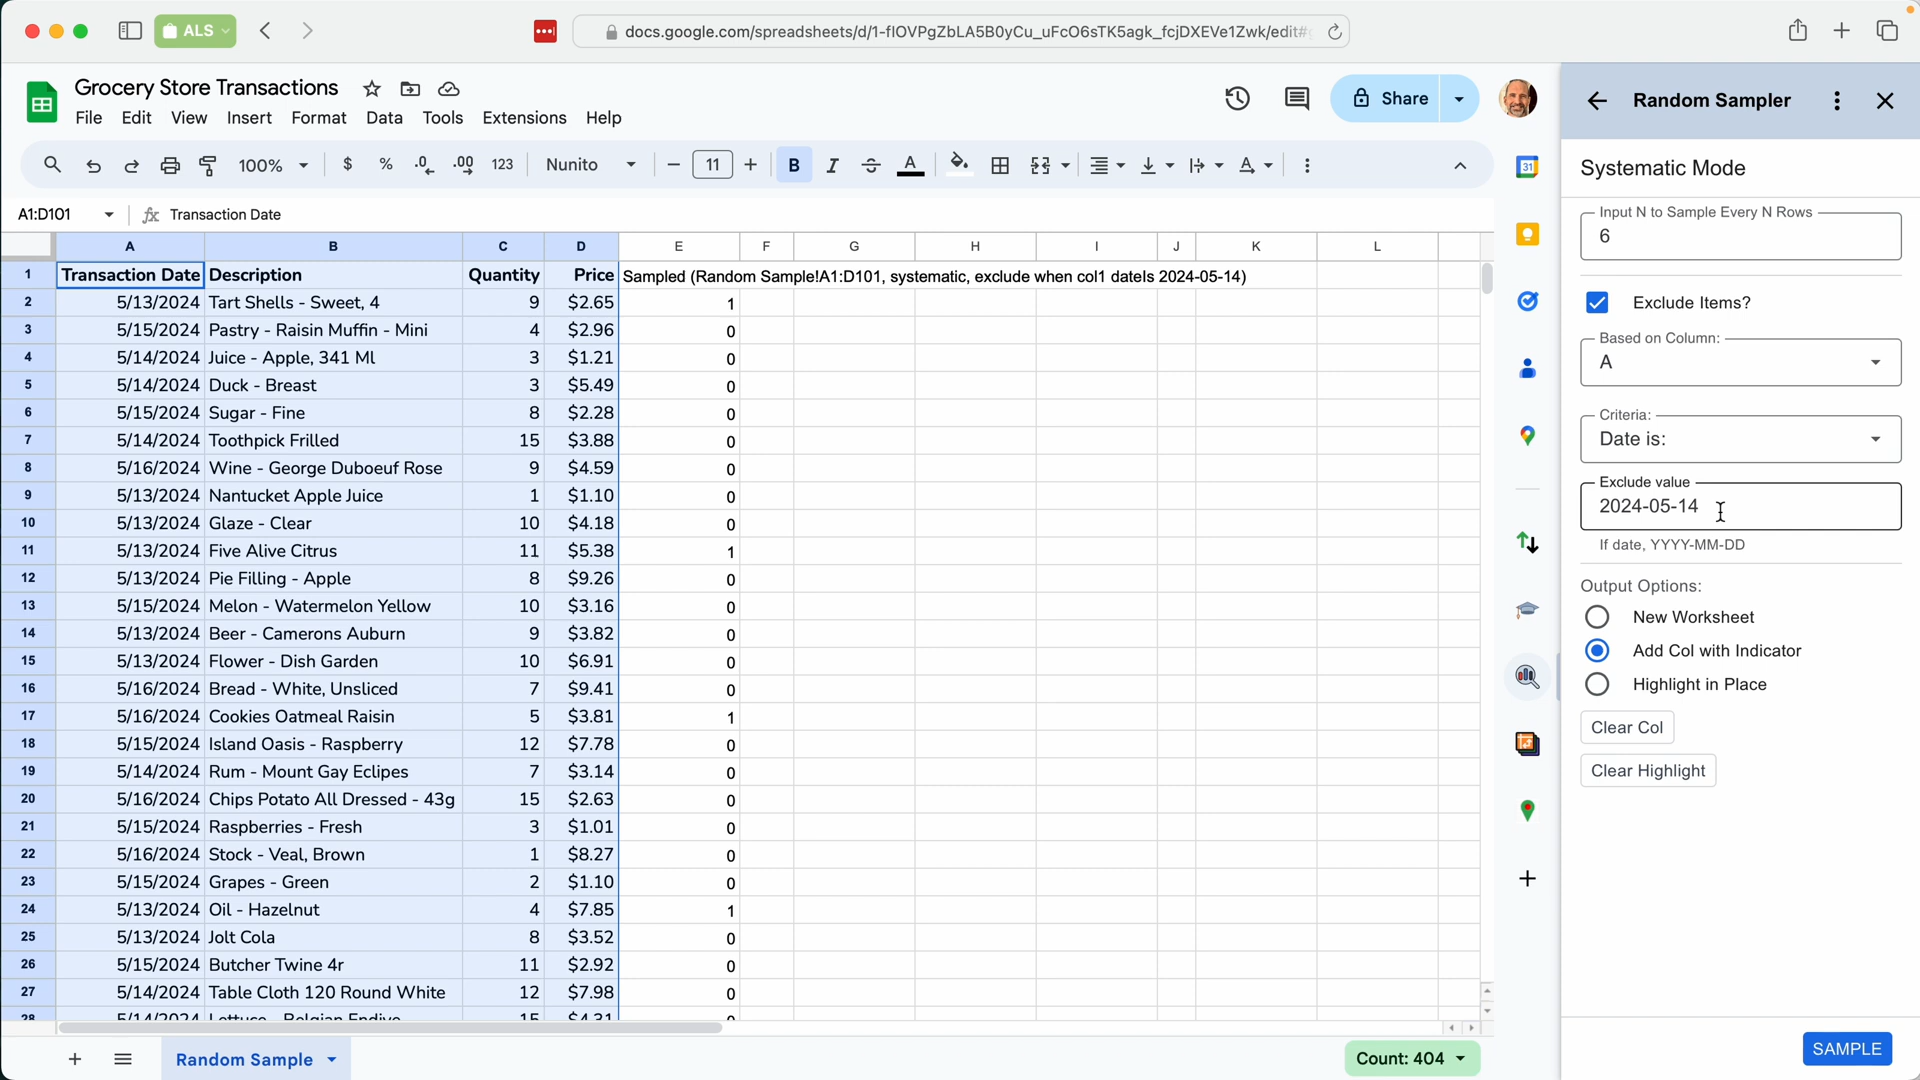 ALS
docs.google.com/spreadsheets/d/1-flOVPgZbLA5B0yCu_uFcO6sTK5agk_fcjDXEVe1Zwk/edit#
Grocery Store Transactions
File Edit View Insert Format Data Tools Extensions Help
Share
Random Sampler
100% $ % .0 .00 123 Nunito 11 B I A
31
Systematic Mode
A1:D101 fx Transaction Date
A B C D E F G H I J K L
1 Transaction Date Description Quantity Price Sampled (Random Sample!A1:D101, systematic, exclude when col1 dateIs 2024-05-14)
2 5/13/2024 Tart Shells - Sweet, 4 9 $2.65 1
3 5/15/2024 Pastry - Raisin Muffin - Mini 4 $2.96 0
4 5/14/2024 Juice - Apple, 341 Ml 3 $1.21 0
5 5/14/2024 Duck - Breast 3 $5.49 0
6 5/15/2024 Sugar - Fine 8 $2.28 0
7 5/14/2024 Toothpick Frilled 15 $3.88 0
8 5/16/2024 Wine - George Duboeuf Rose 9 $4.59 0
9 5/13/2024 Nantucket Apple Juice 1 $1.10 0
10 5/13/2024 Glaze - Clear 10 $4.18 0
11 5/13/2024 Five Alive Citrus 11 $5.38 1
12 5/13/2024 Pie Filling - Apple 8 $9.26 0
13 5/15/2024 Melon - Watermelon Yellow 10 $3.16 0
14 5/13/2024 Beer - Camerons Auburn 9 $3.82 0
15 5/13/2024 Flower - Dish Garden 10 $6.91 0
16 5/16/2024 Bread - White, Unsliced 7 $9.41 0
17 5/16/2024 Cookies Oatmeal Raisin 5 $3.81 1
18 5/15/2024 Island Oasis - Raspberry 12 $7.78 0
19 5/14/2024 Rum - Mount Gay Eclipes 7 $3.14 0
20 5/16/2024 Chips Potato All Dressed - 43g 15 $2.63 0
21 5/15/2024 Raspberries - Fresh 3 $1.01 0
22 5/16/2024 Stock - Veal, Brown 1 $8.27 0
23 5/15/2024 Grapes - Green 2 $1.10 0
24 5/13/2024 Oil - Hazelnut 4 $7.85 1
25 5/13/2024 Jolt Cola 8 $3.52 0
26 5/15/2024 Butcher Twine 4r 11 $2.92 0
27 5/14/2024 Table Cloth 120 Round White 12 $7.98 0
28 5/14/2024 Lettuce - Belgian Endive 15 $4.31 0
Random Sample
Count: 404
Input N to Sample Every N Rows
6
Exclude Items?
Based on Column:
A
Criteria:
Date is:
Exclude value
2024-05-14
If date, YYYY-MM-DD
Output Options:
New Worksheet
Add Col with Indicator
Highlight in Place
Clear Col
Clear Highlight
SAMPLE